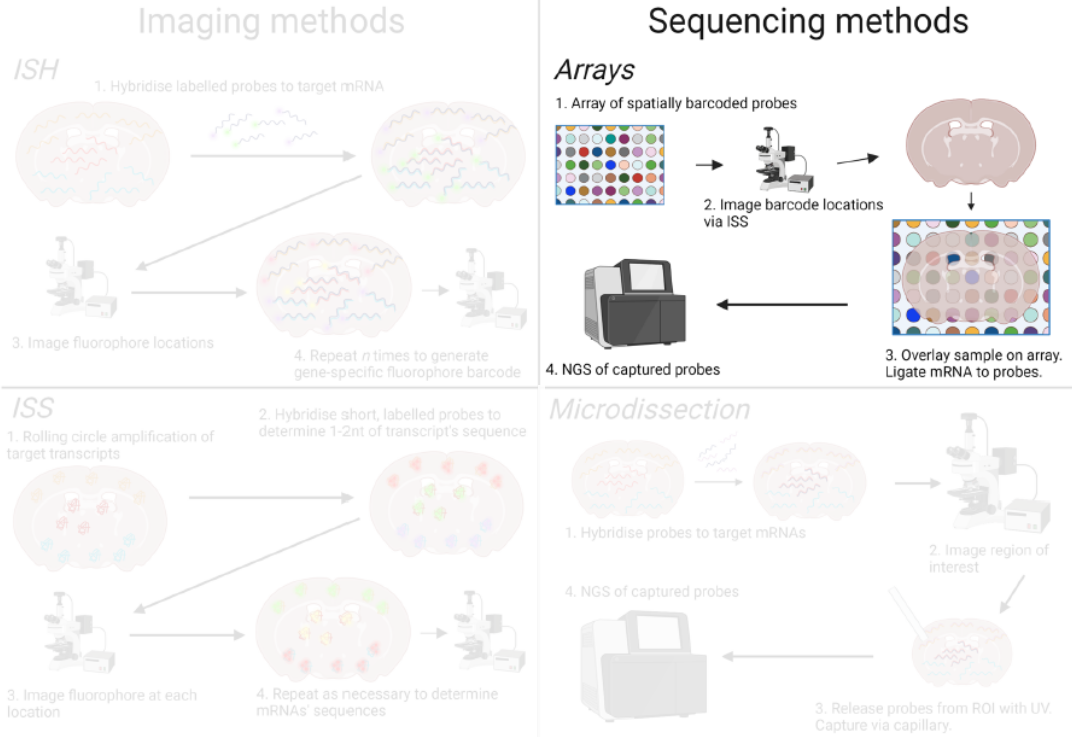 Imaging methods
ISH
1. Hybridise labelled probes to target mRNA
3. Image fluorophore locations
4. Repeat n times to generate
gene-specific fluorophore barcode
Sequencing methods
Arrays
1. Array of spatially barcoded probes
2. Image barcode locations
via ISS
3. Overlay sample on array.
Ligate mRNA to probes.
4. NGS of captured probes
ISS
1. Rolling circle amplification of
target transcripts
2. Hybridise short, labelled probes to
determine 1-2nt of transcript's sequence
3. Image fluorophore at each
location
4. Repeat as necessary to determine
mRNAs' sequences
Microdissection
1. Hybridise probes to target mRNAs
2. Image region of
interest
3. Release probes from ROI with UV.
Capture via capillary.
4. NGS of captured probes